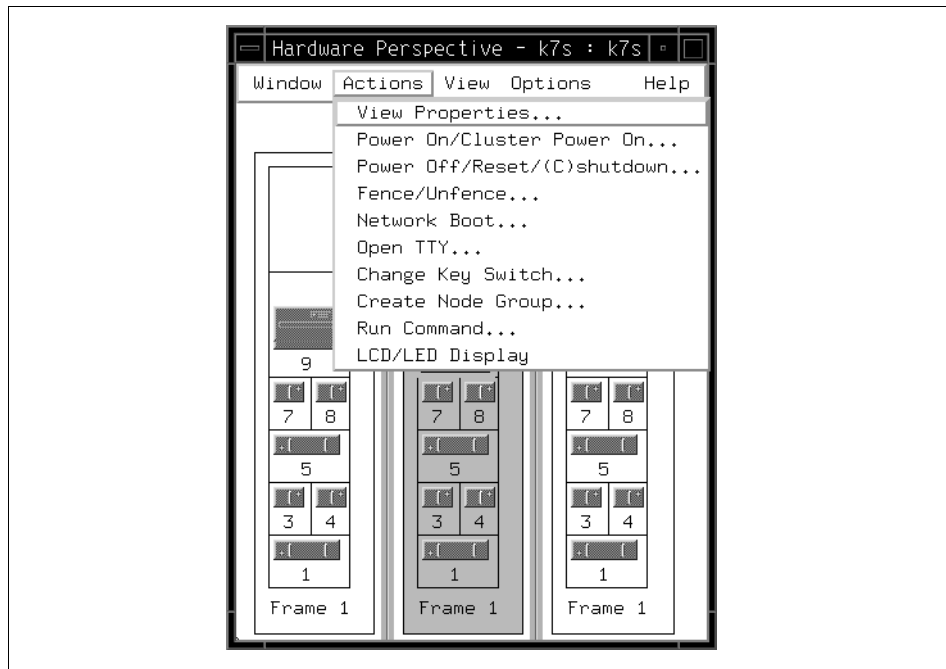 Hardware Perspective - k7s : k7s
Window Actions View Options Help
View Properties...
Power On/Cluster Power On...
Power Off/Reset/(C)shutdown...
Fence/Unfence...
Network Boot...
Open TTY...
Change Key Switch...
Create Node Group...
Run Command...
LCD/LED Display
9
7 8 7 8 7 8
5 5 5
3 4 3 4 3 4
1 1 1
Frame 1 Frame 1 Frame 1